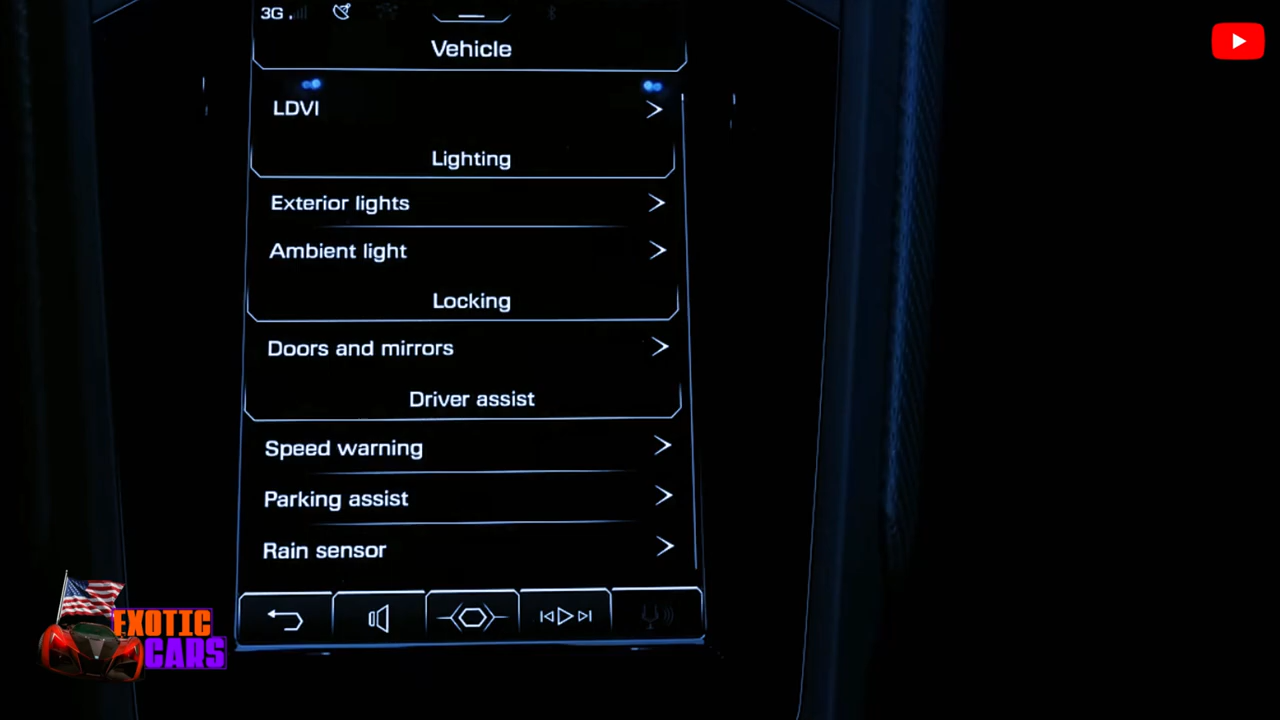 3G
Vehicle
LDVI
Lighting
Exterior lights
Ambient light
Locking
Doors and mirrors
Driver assist
Speed warning
Parking assist
Rain sensor
EXOTIC
CARS